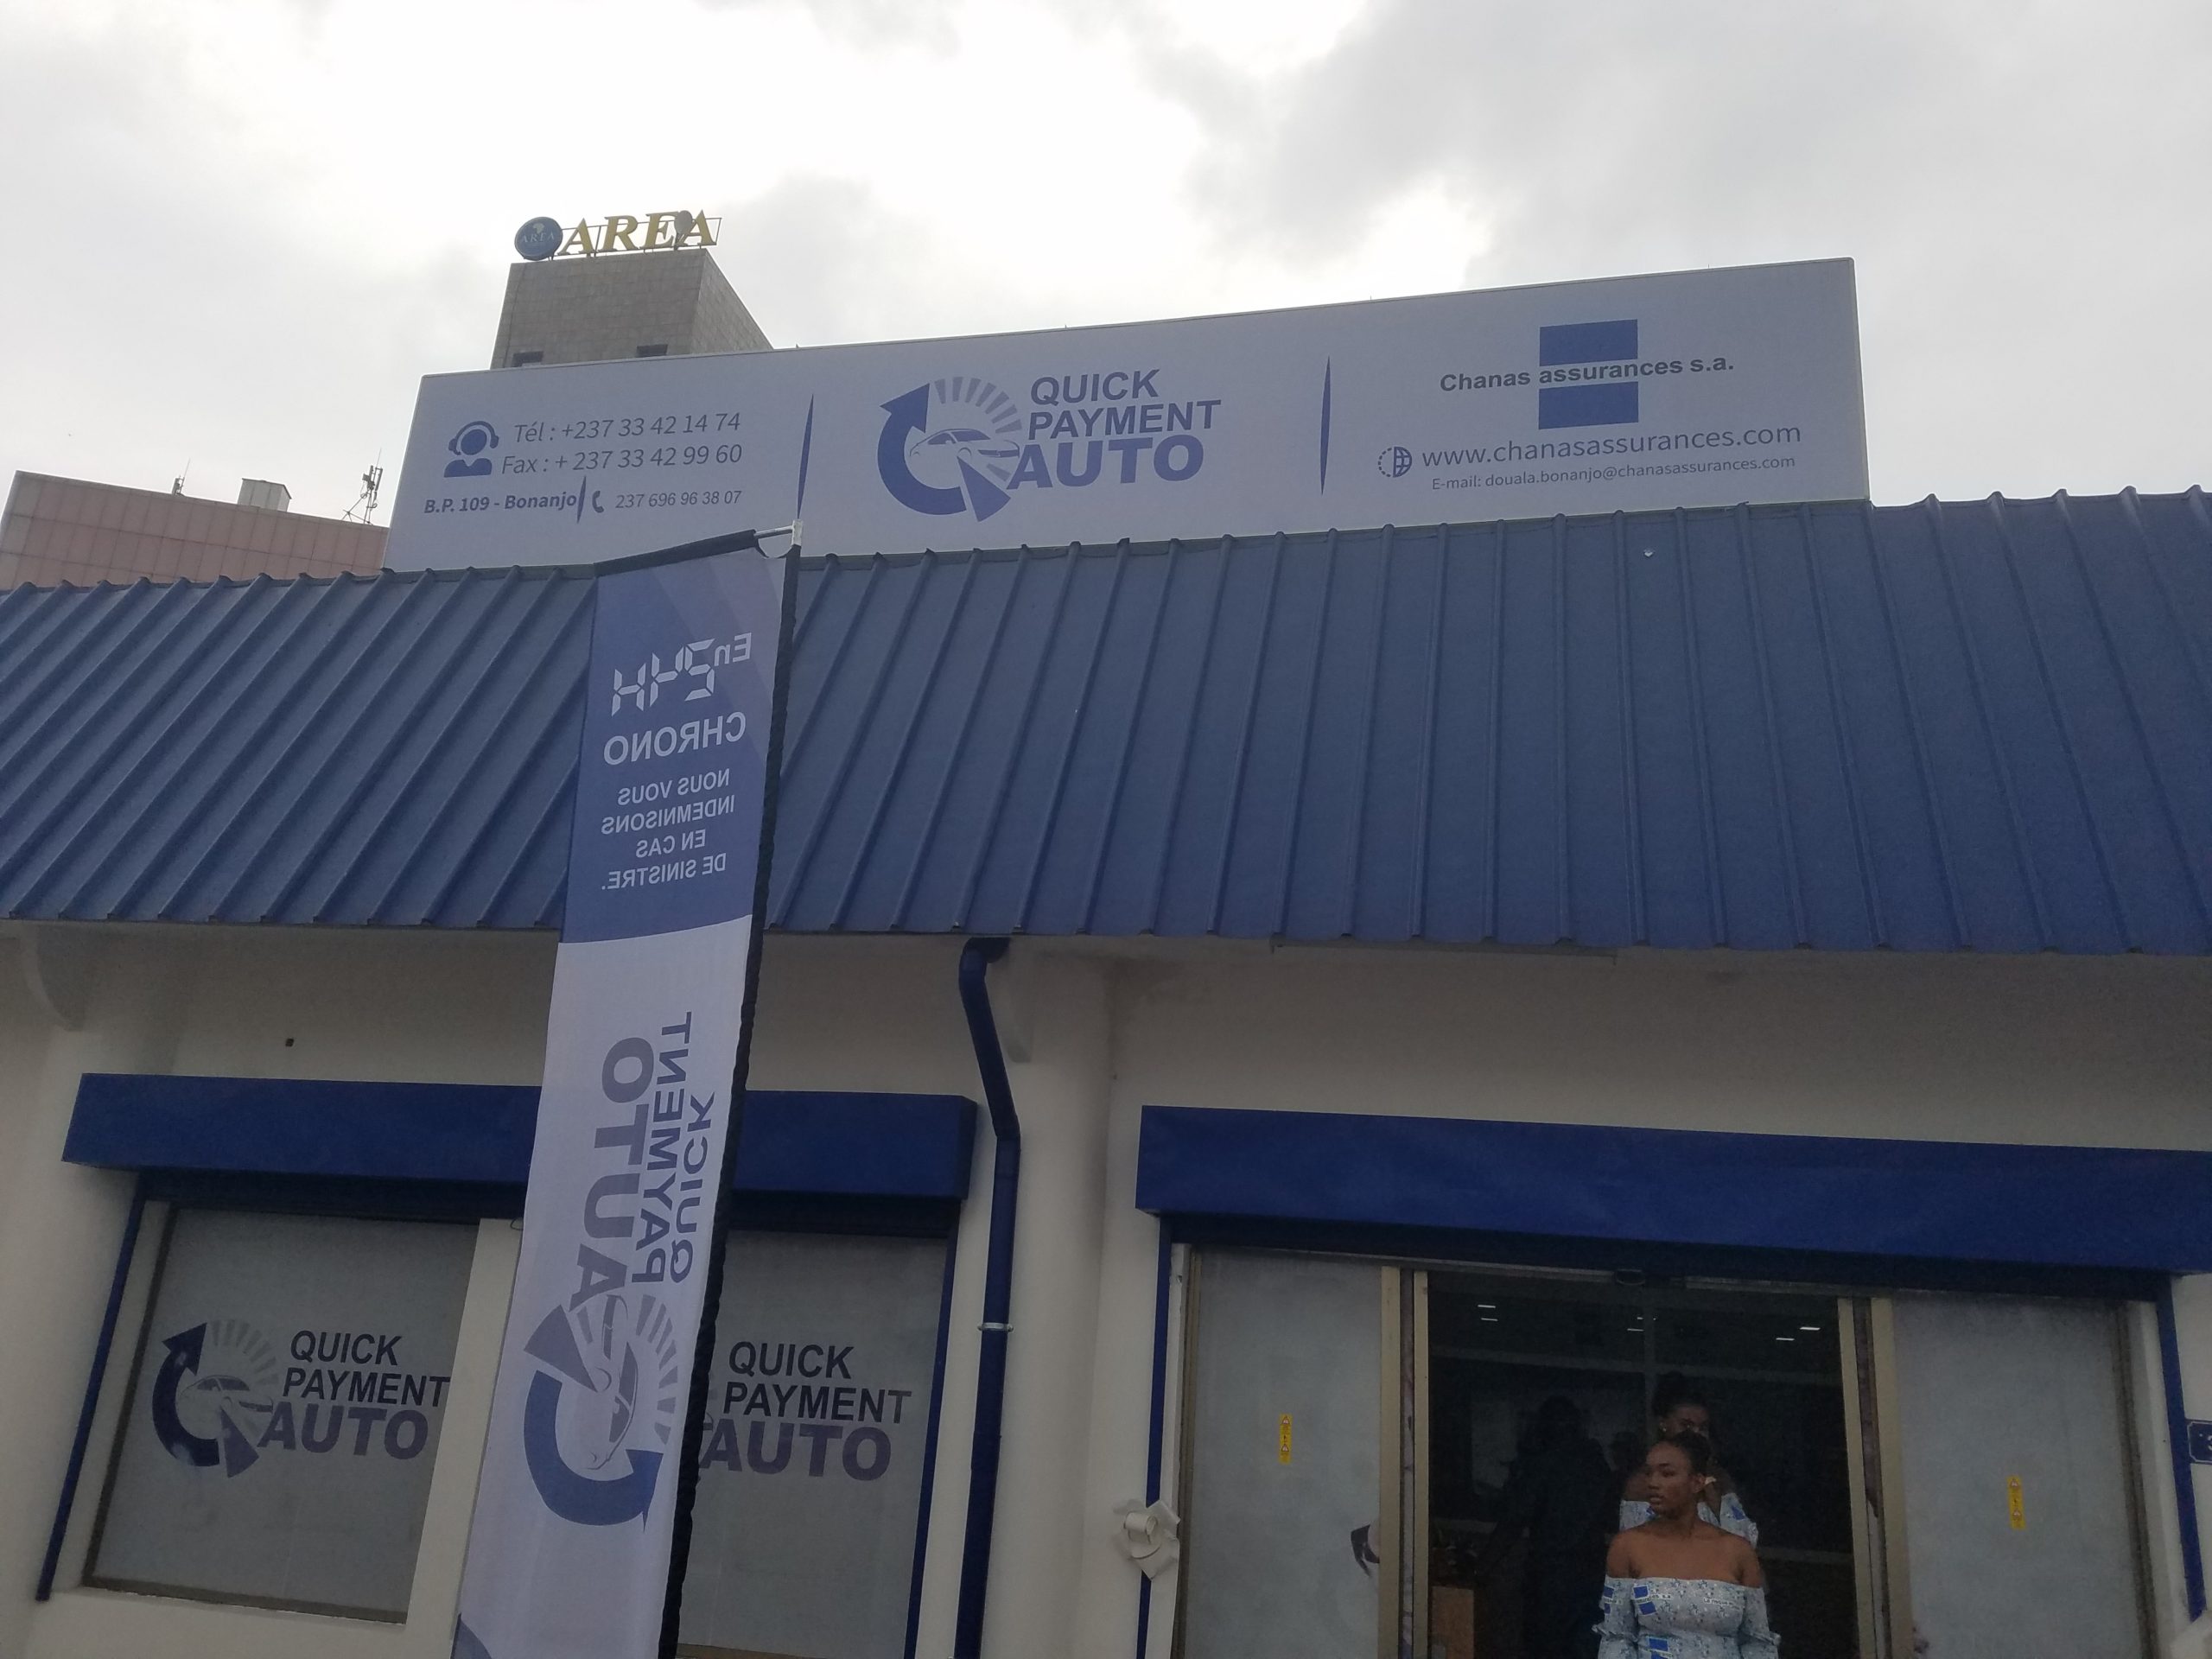 AREA
AREA
Tél : +237 33 42 14 74
Fax : + 237 33 42 99 60
B.P. 109 - Bonanjo
237 696 96 38 07
QUICK
PAYMENT
AUTO
Chanas assurances s.a.
www.chanasassurances.com
E-mail: douala.bonanjo@chanasassurances.com
CHRONO
NOUS VOUS
INDEMNISONS
EN CAS
DE SINISTRE.
QUICK
PAYMENT
AUTO
QUICK
PAYMENT
AUTO
QUICK
PAYMENT
AUTO